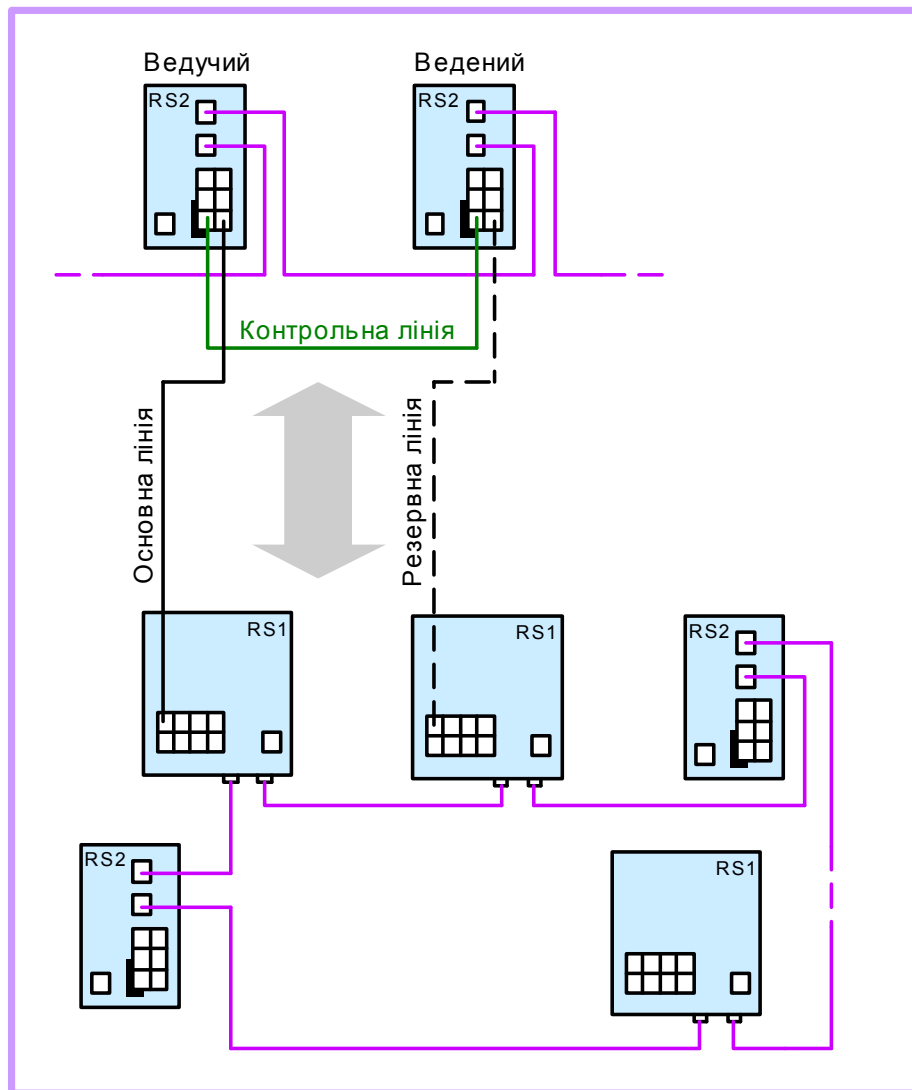 Ведучий
Ведений
RS2
RS2
Контрольна лінія
Основна лінія
Резервна лінія
RS1
RS1
RS2
RS2
RS1